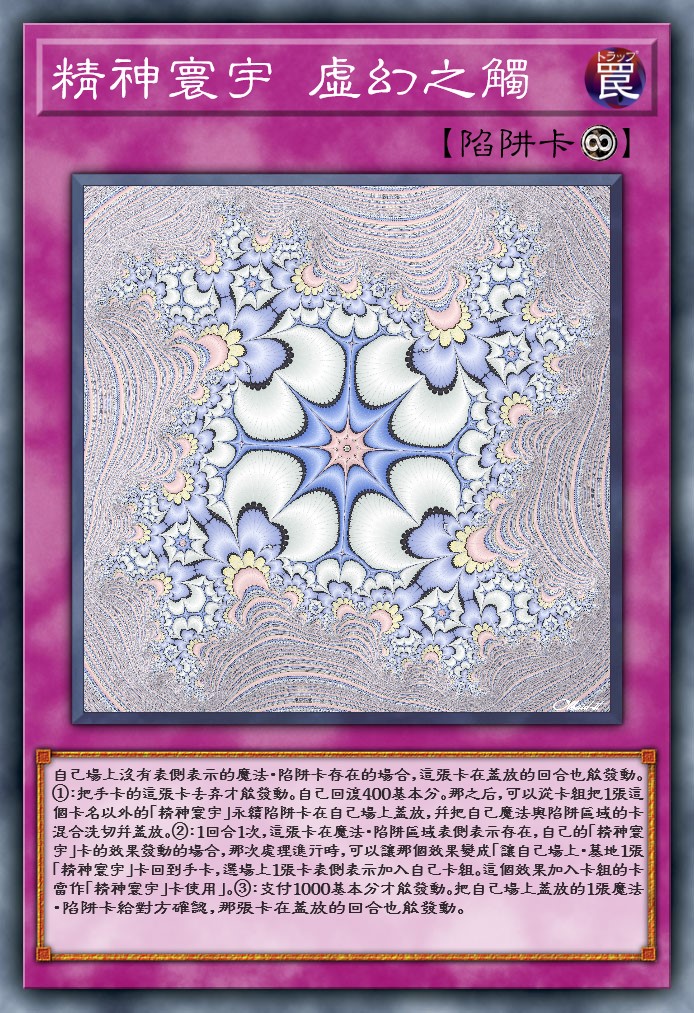 精神寰宇 虛幻之觸
トラップ
罠
【陷阱卡】
自己場上沒有表側表示的魔法·陷阱卡存在的場合,這張卡在蓋放的回合也能發動。
①:把手卡的這張卡丟弃才能發動。自己回復400基本分。那之后,可以從卡組把1張這
個卡名以外的「精神寰宇」永續陷阱卡在自己場上蓋放,并把自己魔法與陷阱區域的卡
混合洗切并蓋放。②:1回合1次,這張卡在魔法·陷阱區域表側表示存在,自己的「精神寰
宇」卡的效果發動的場合,那次處理進行時,可以讓那個效果變成「讓自己場上·墓地1張
「精神寰宇」卡回到手卡,選場上1張卡表側表示加入自己卡組。這個效果加入卡組的卡
當作「精神寰宇」卡使用」。③:支付1000基本分才能發動。把自己場上蓋放的1張魔法
·陷阱卡給對方確認,那張卡在蓋放的回合也能發動。